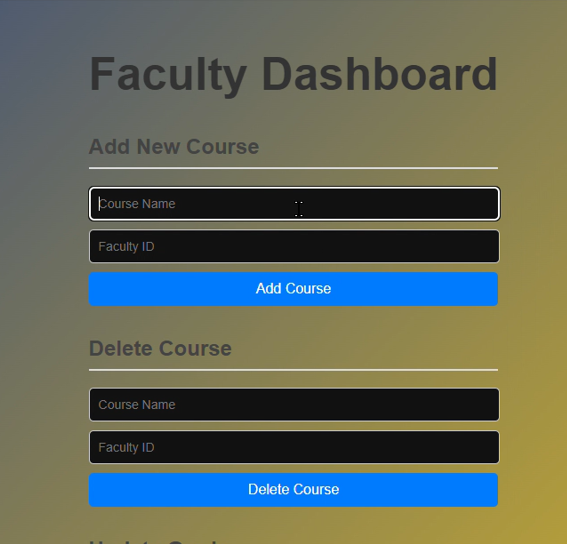 Faculty Dashboard
Add New Course
Course Name
Faculty ID
Add Course
Delete Course
Course Name
Faculty ID
Delete Course